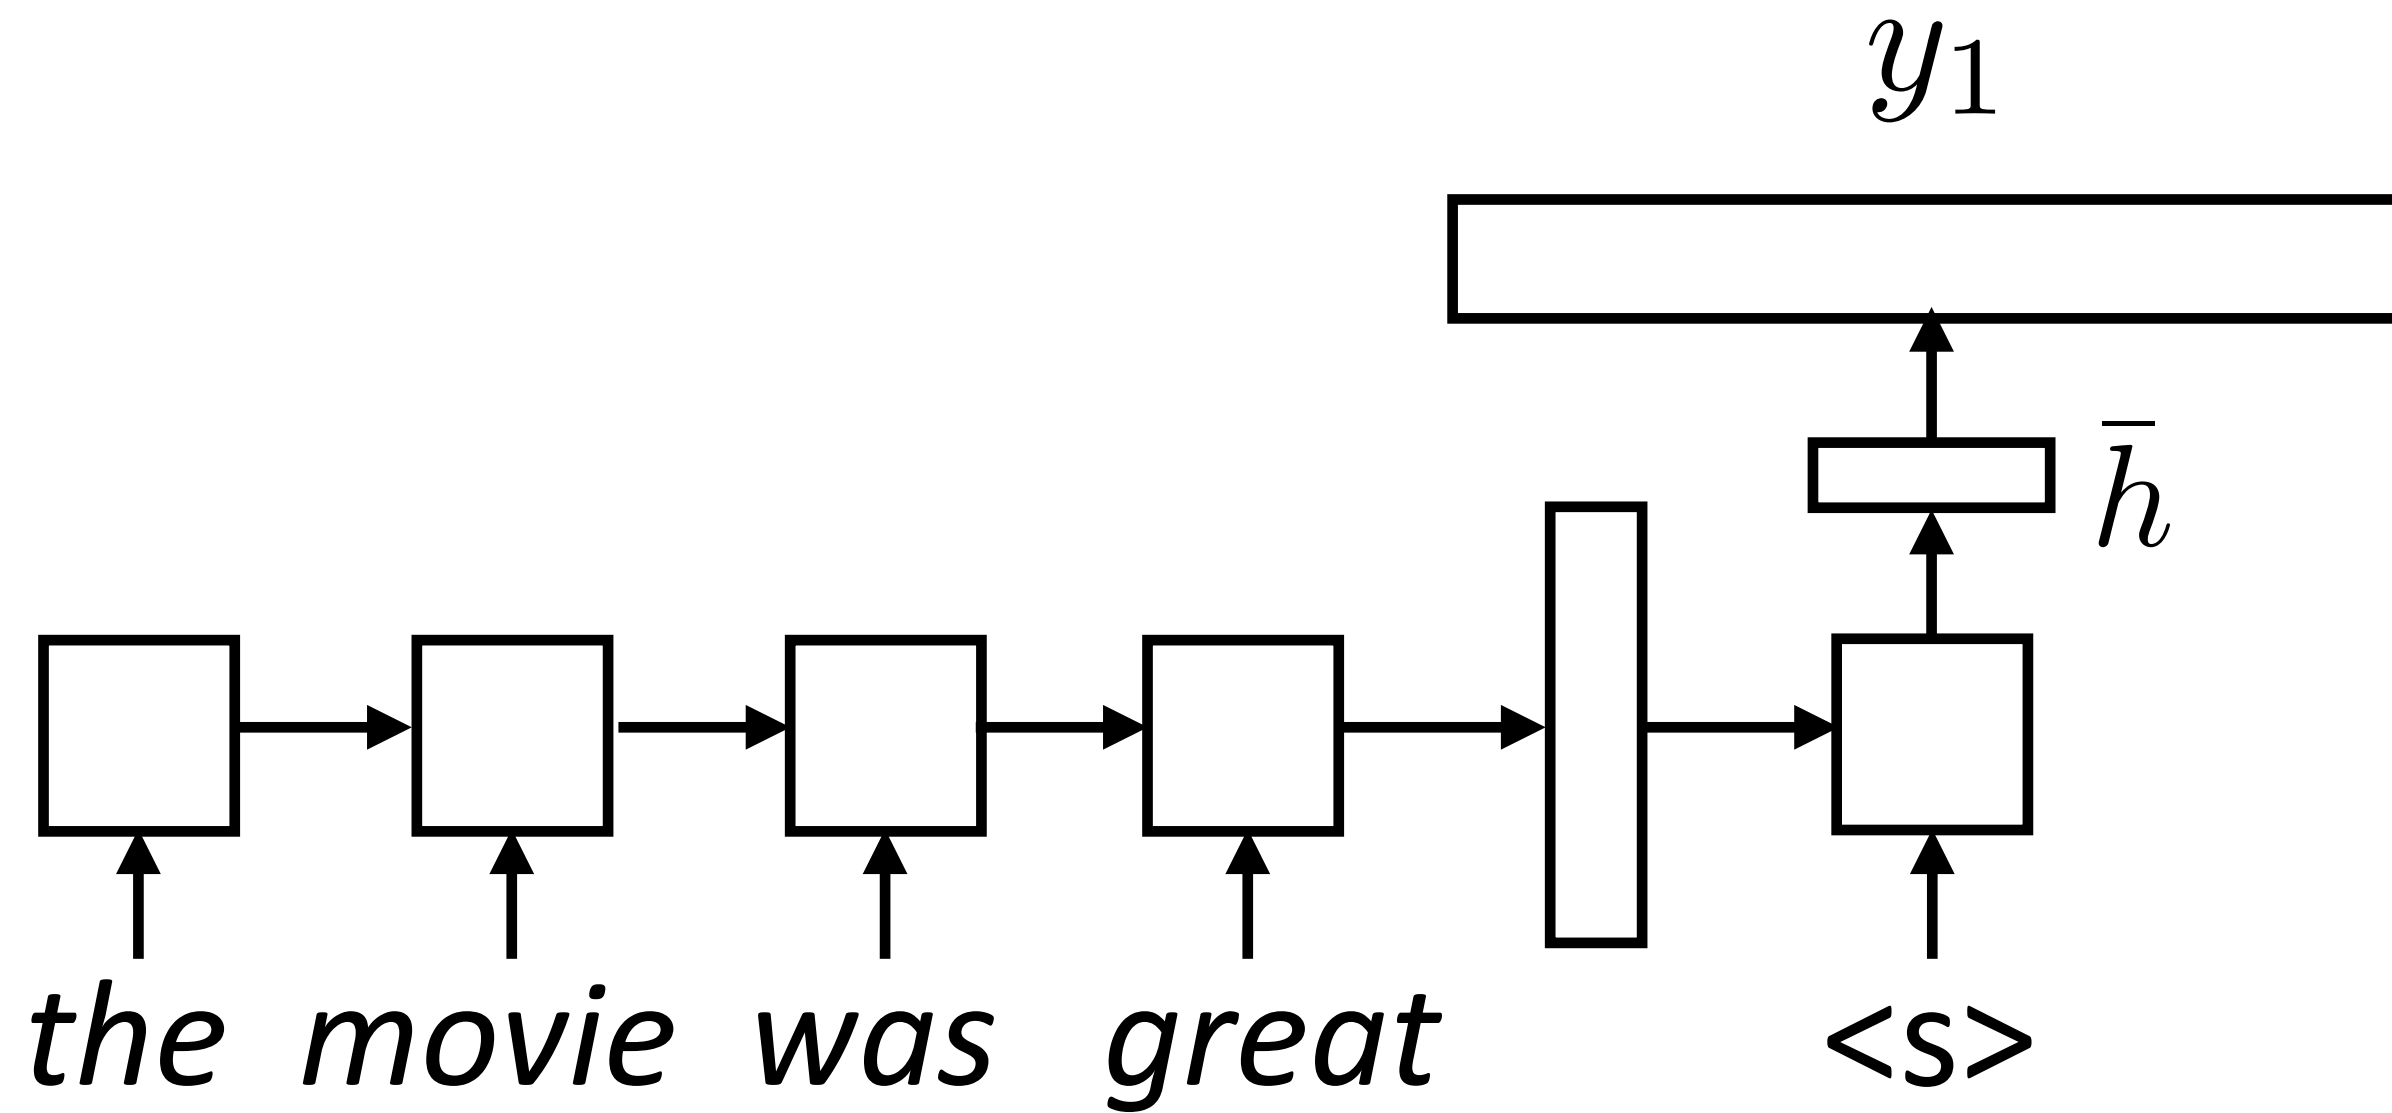 y₁
h̄
the movie was great <s>